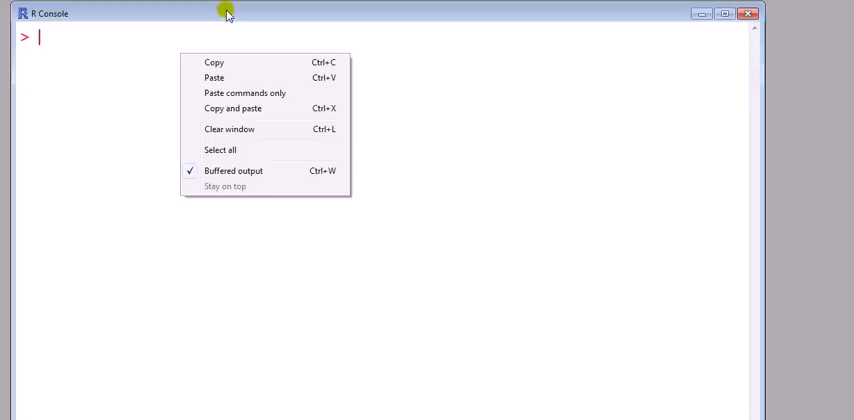 R R Console
>
Copy Ctrl+C
Paste Ctrl+V
Paste commands only
Copy and paste Ctrl+X
Clear window Ctrl+L
Select all
✓ Buffered output Ctrl+W
Stay on top